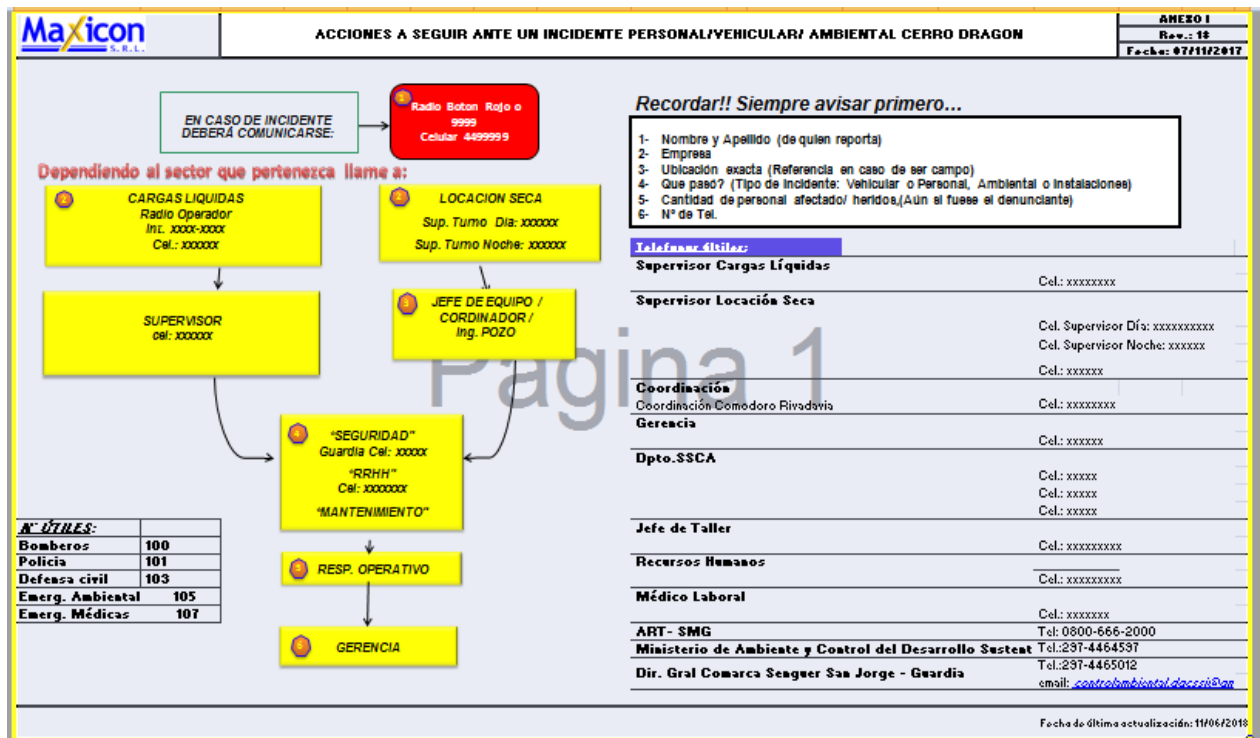 Maxicon
S.R.L.
ACCIONES A SEGUIR ANTE UN INCIDENTE PERSONAL/VEHICULAR/ AMBIENTAL CERRO DRAGON
ANEXO I
Rev.: 18
Fecha: 07/11/2017
EN CASO DE INCIDENTE
DEBERÁ COMUNICARSE:
1
Radio Boton Rojo o
9999
Celular 4499999
Dependiendo al sector que pertenezca llame a:
2
CARGAS LIQUIDAS
Radio Operador
Int. xxxx-xxxx
Cel.: xxxxxx
2
LOCACION SECA
Sup. Turno Dia: xxxxxx
Sup. Turno Noche: xxxxxx
SUPERVISOR
cel: xxxxxx
3
JEFE DE EQUIPO /
CORDINADOR /
Ing. POZO
4
"SEGURIDAD"
Guardia Cel: xxxxx
"RRHH"
Cel: xxxxxxx
"MANTENIMIENTO"
RESP. OPERATIVO
GERENCIA
Pagina 1
N° ÚTILES:
Bomberos 100
Policia 101
Defensa civil 103
Emerg. Ambiental 105
Emerg. Médicas 107
Recordar!! Siempre avisar primero...
1- Nombre y Apellido (de quien reporta)
2- Empresa
3- Ubicación exacta (Referencia en caso de ser campo)
4- Que pasó? (Tipo de Incidente: Vehicular o Personal, Ambiental o Instalaciones)
5- Cantidad de personal afectado/ heridos,(Aún si fuese el denunciante)
6- N° de Tel.
Telefonos útiles:
Supervisor Cargas Líquidas
Cel.: xxxxxxxx
Supervisor Locación Seca
Cel. Supervisor Día: xxxxxxxxxx
Cel. Supervisor Noche: xxxxxx
Cel.: xxxxxx
Coordinación
Coordinación Comodoro Rivadavia Cel.: xxxxxxxx
Gerencia
Cel.: xxxxxx
Dpto.SSCA
Cel.: xxxxx
Cel.: xxxxx
Cel.: xxxxx
Jefe de Taller
Cel.: xxxxxxxxx
Recursos Humanos
Cel.: xxxxxxxxx
Médico Laboral
Cel.: xxxxxxx
ART- SMG Tel: 0800-666-2000
Ministerio de Ambiente y Control del Desarrollo Sustent Tel.:297-4464597
Dir. Gral Comarca Senguer San Jorge - Guardia Tel.:297-4465012
email:
Fecha de última actualización: 11/06/2018